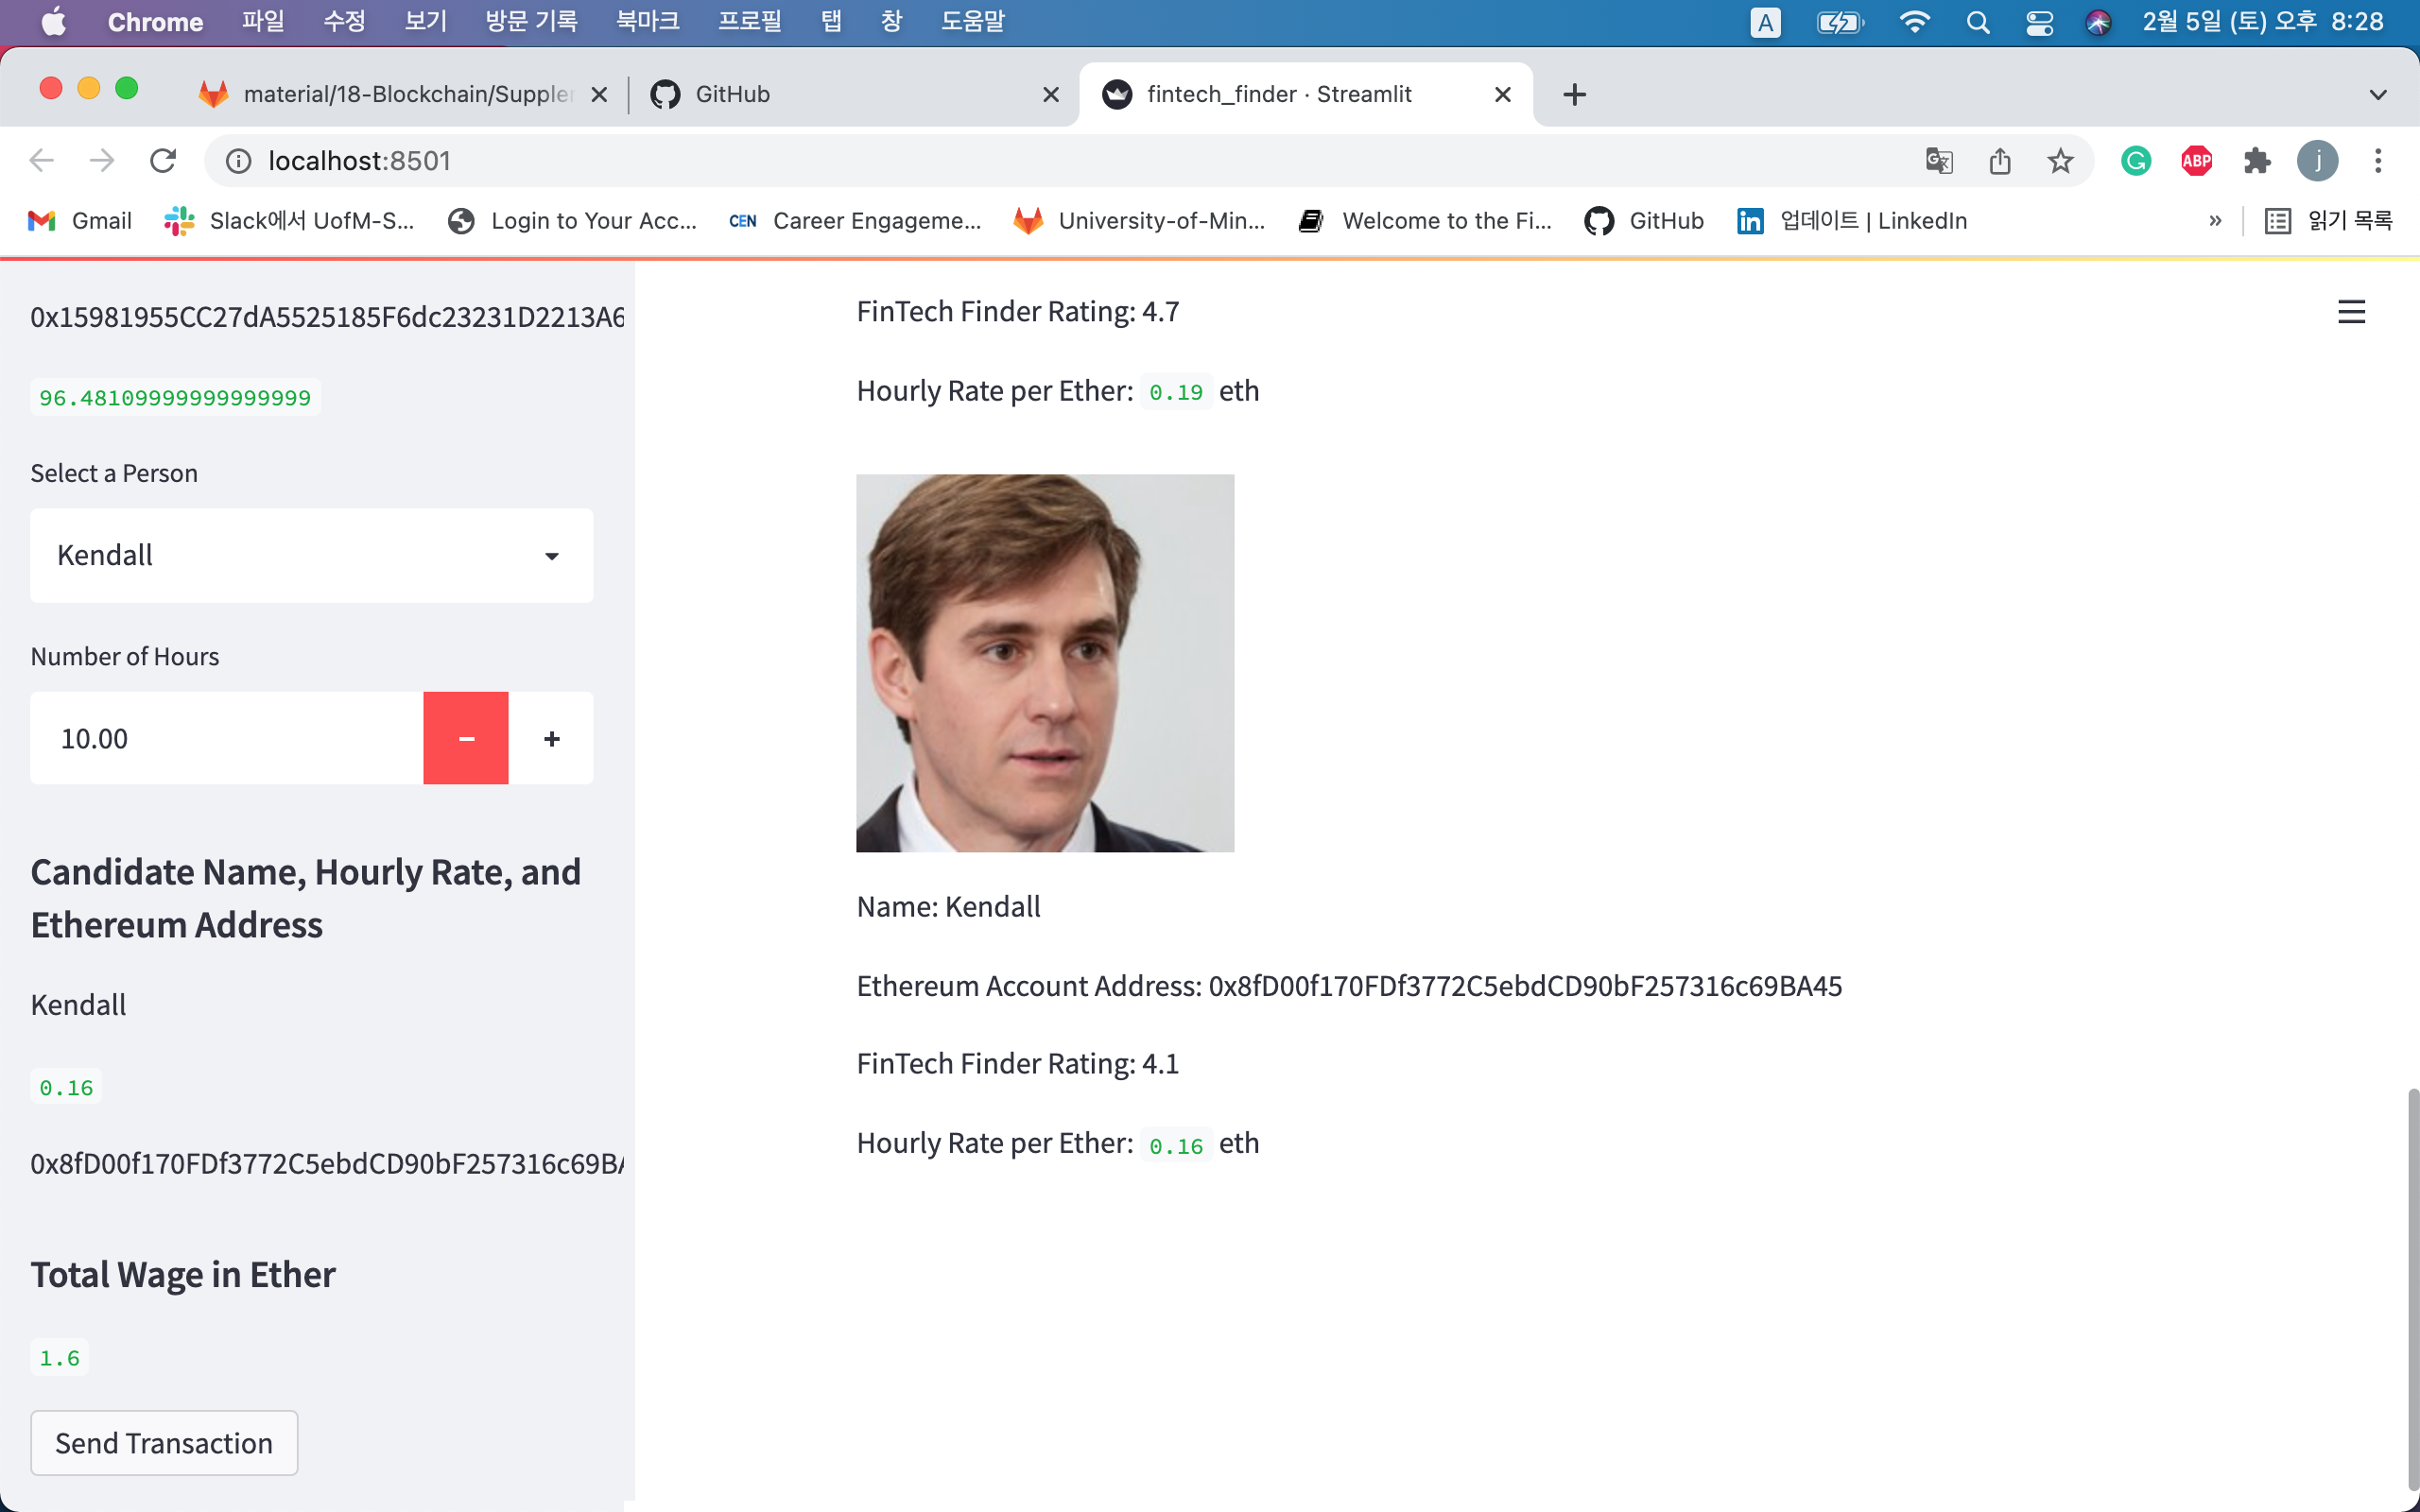 Chrome 파일 수정 보기 방문 기록 북마크 프로필 탭 창 도움말 A 2월 5일 (토) 오후 8:28
material/18-Blockchain/Suppler GitHub fintech_finder · Streamlit
localhost:8501 ABP j
Gmail Slack에서 UofM-S... Login to Your Acc... CEN Career Engageme... University-of-Min... Welcome to the Fi... GitHub 업데이트 | LinkedIn » 읽기 목록
0x15981955CC27dA5525185F6dc23231D2213A6
96.48109999999999
Select a Person
Kendall
Number of Hours
10.00
Candidate Name, Hourly Rate, and
Ethereum Address
Kendall
0.16
0x8fD00f170FDf3772C5ebdCD90bF257316c69BA
Total Wage in Ether
1.6
Send Transaction
FinTech Finder Rating: 4.7
Hourly Rate per Ether: 0.19 eth
Name: Kendall
Ethereum Account Address: 0x8fD00f170FDf3772C5ebdCD90bF257316c69BA45
FinTech Finder Rating: 4.1
Hourly Rate per Ether: 0.16 eth